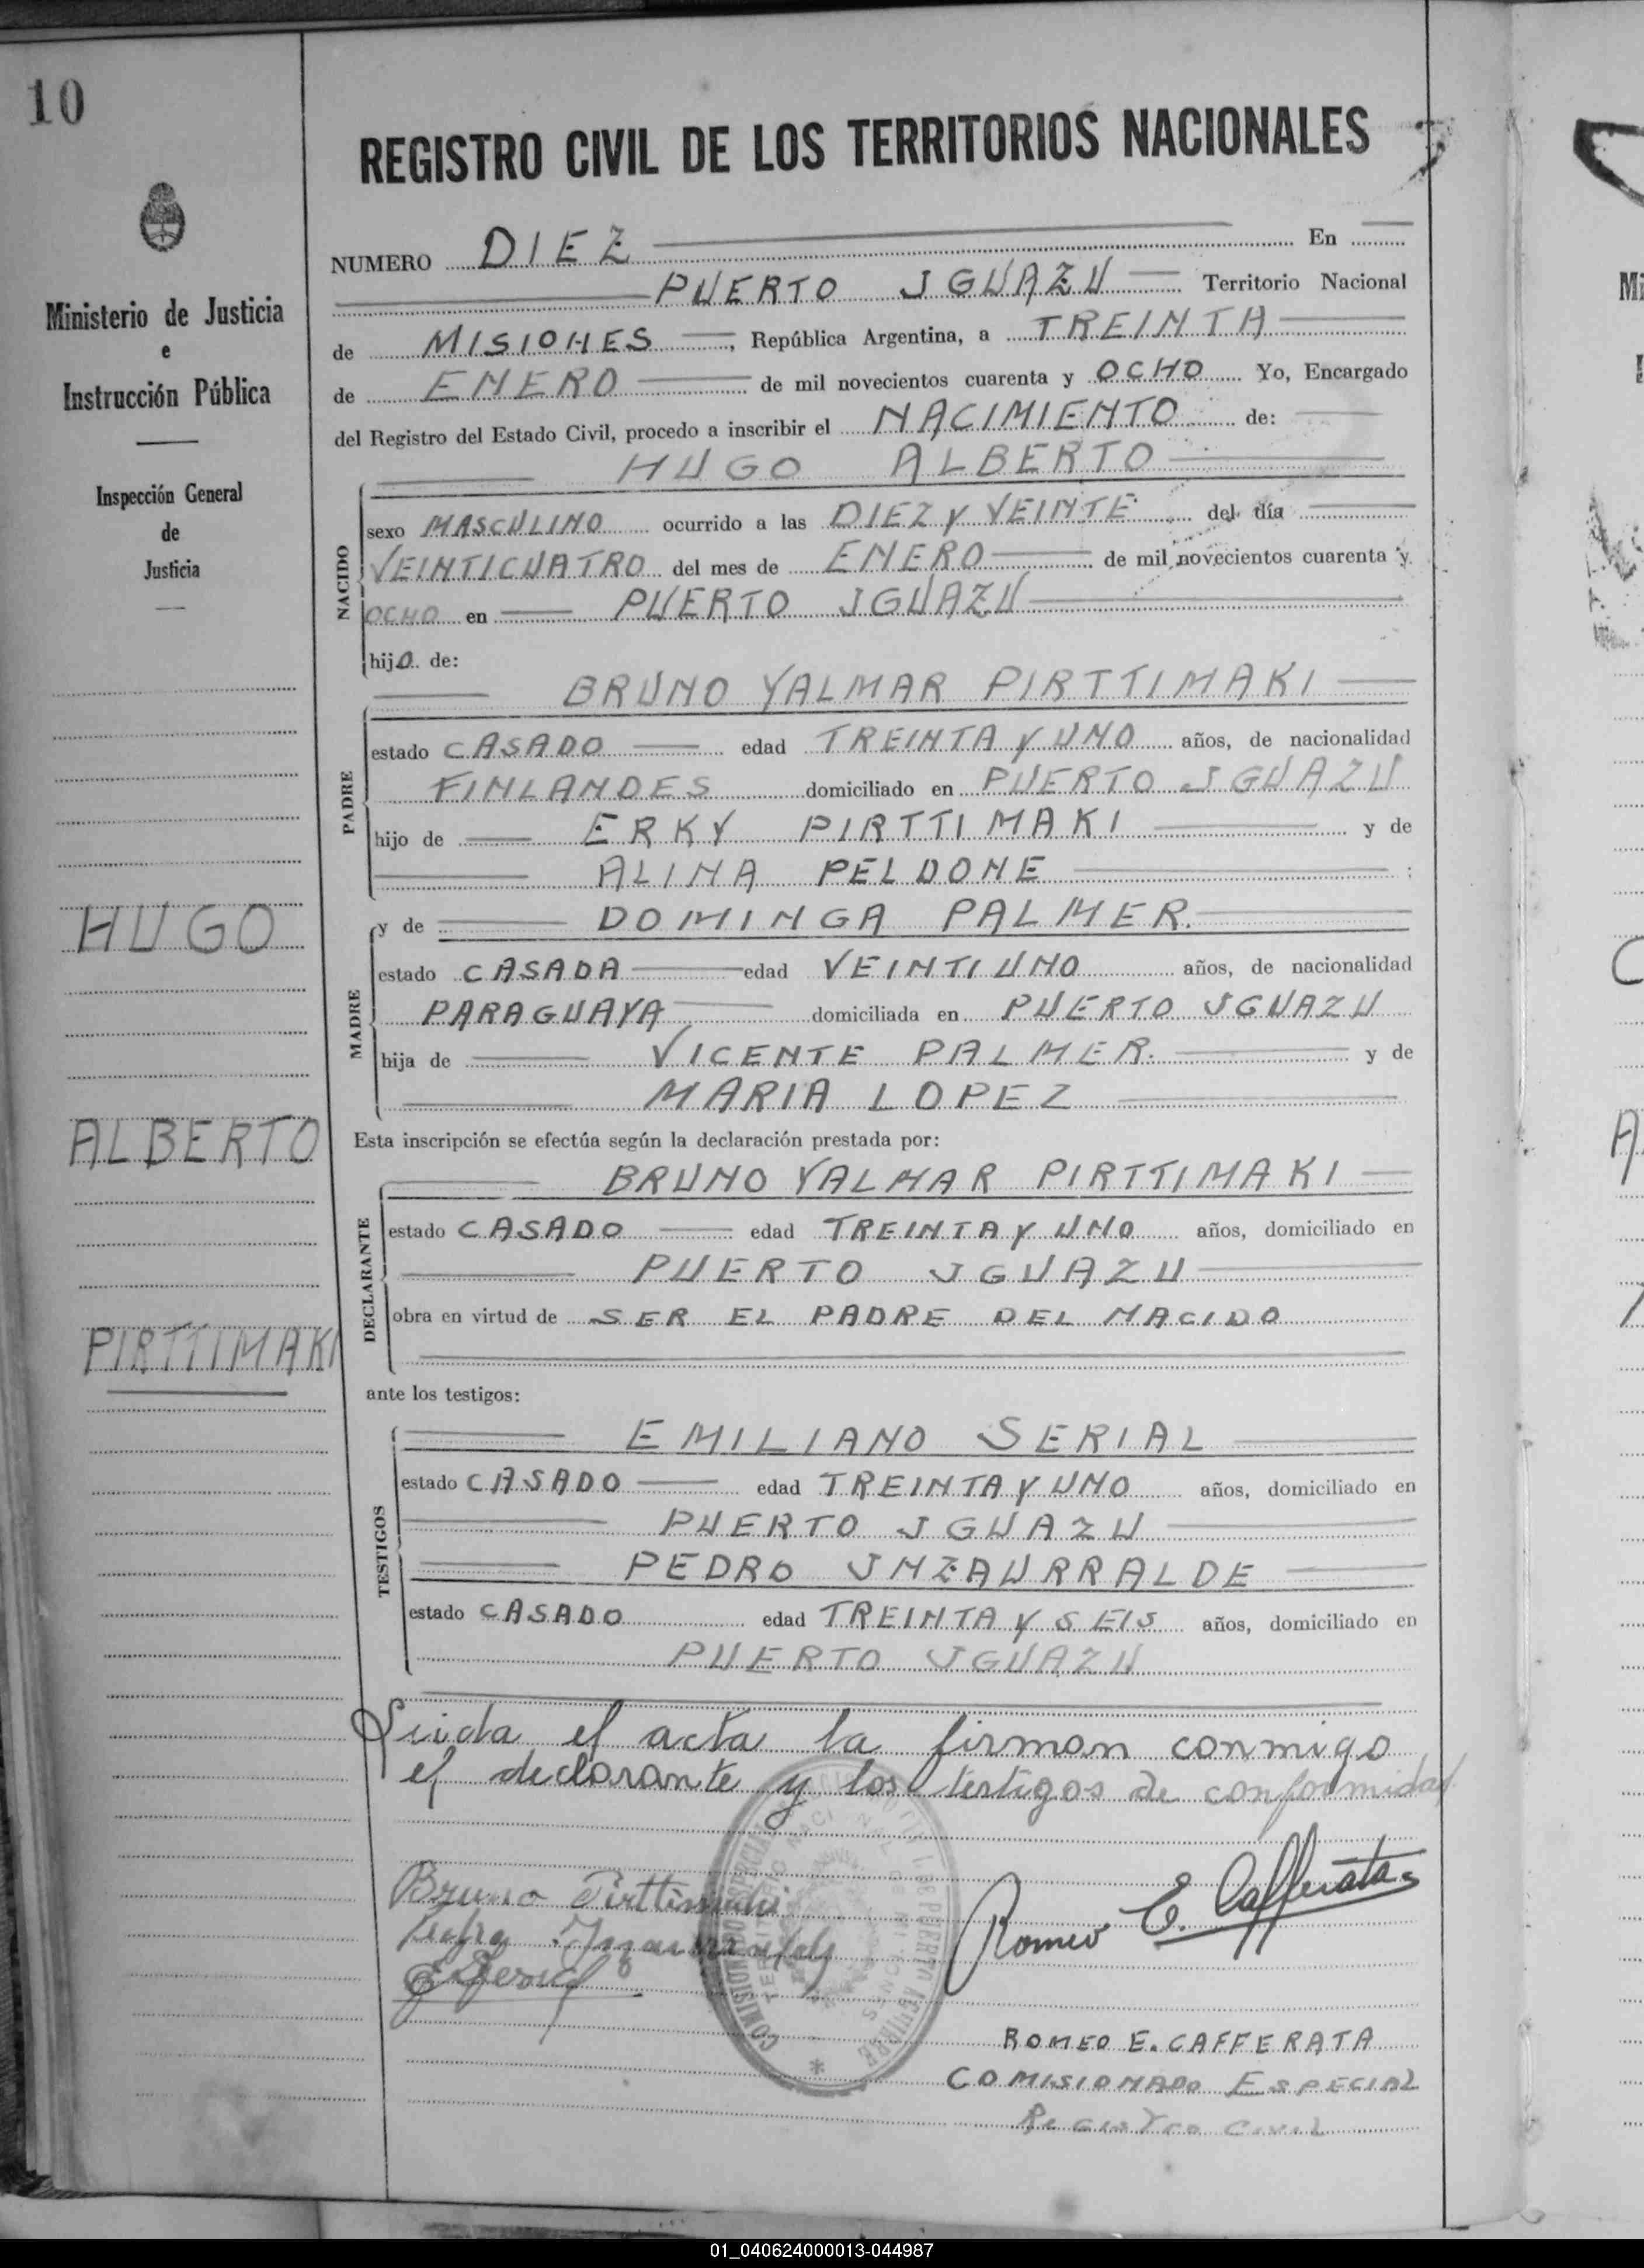 10
REGISTRO CIVIL DE LOS TERRITORIOS NACIONALES
Ministerio de Justicia
e
Instrucción Pública
Inspección General
de
Justicia
HUGO
ALBERTO
PIRTTIMAKI
NUMERO DIEZ En
PUERTO IGUAZU Territorio Nacional
de MISIONES, República Argentina, a TREINTA
de ENERO de mil novecientos cuarenta y OCHO Yo, Encargado
del Registro del Estado Civil, procedo a inscribir el NACIMIENTO de:
HUGO ALBERTO
NACIDO
sexo MASCULINO ocurrido a las DIEZ Y VEINTE del día
VEINTICUATRO del mes de ENERO de mil novecientos cuarenta y
OCHO en PUERTO IGUAZU
hijo de:
BRUNO YALMAR PIRTTIMAKI
PADRE
estado CASADO edad TREINTA Y UNO años, de nacionalidad
FINLANDES domiciliado en PUERTO IGUAZU
hijo de ERKY PIRTTIMAKI y de
ALINA PELDONE ;
y de DOMINGA PALMER.
MADRE
estado CASADA edad VEINTIUNO años, de nacionalidad
PARAGUAYA domiciliada en PUERTO IGUAZU
hija de VICENTE PALMER. y de
MARIA LOPEZ
Esta inscripción se efectúa según la declaración prestada por:
BRUNO YALMAR PIRTTIMAKI
DECLARANTE
estado CASADO edad TREINTA Y UNO años, domiciliado en
PUERTO IGUAZU
obra en virtud de SER EL PADRE DEL NACIDO
ante los testigos:
EMILIANO SERIAL
TESTIGOS
estado CASADO edad TREINTA Y UNO años, domiciliado en
PUERTO IGUAZU
PEDRO INZAURRALDE
estado CASADO edad TREINTA Y SEIS años, domiciliado en
PUERTO IGUAZU
Leida el acta la firman conmigo
el declarante y los testigos de conformidad
Bruno Pirttimaki
Romeo E. Cafferata
ROMEO E. CAFFERATA
COMISIONADO ESPECIAL
REGISTRO CIVIL
01_040624000013-044987